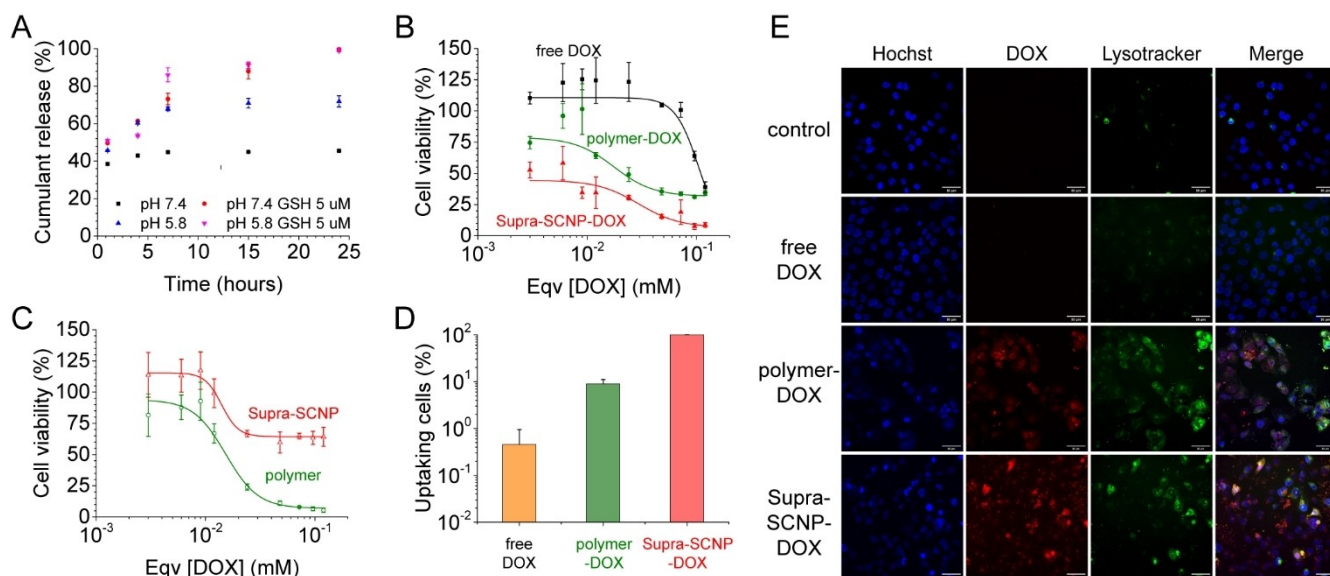 A
Cumulant release (%)
100
80
60
40
20
0
pH 7.4
pH 7.4 GSH 5 uM
pH 5.8
pH 5.8 GSH 5 uM
0 5 10 15 20 25
Time (hours)
B
Cell viability (%)
150
125
100
75
50
25
0
free DOX
polymer-DOX
Supra-SCNP-DOX
10-3 10-2 10-1
Eqv [DOX] (mM)
C
Cell viability (%)
150
125
100
75
50
25
0
Supra-SCNP
polymer
10-3 10-2 10-1
Eqv [DOX] (mM)
D
Uptaking cells (%)
102
101
100
10-1
10-2
free
DOX
polymer
-DOX
Supra-SCNP
-DOX
E
Hochst DOX Lysotracker Merge
control
free
DOX
polymer-
DOX
Supra-
SCNP-
DOX